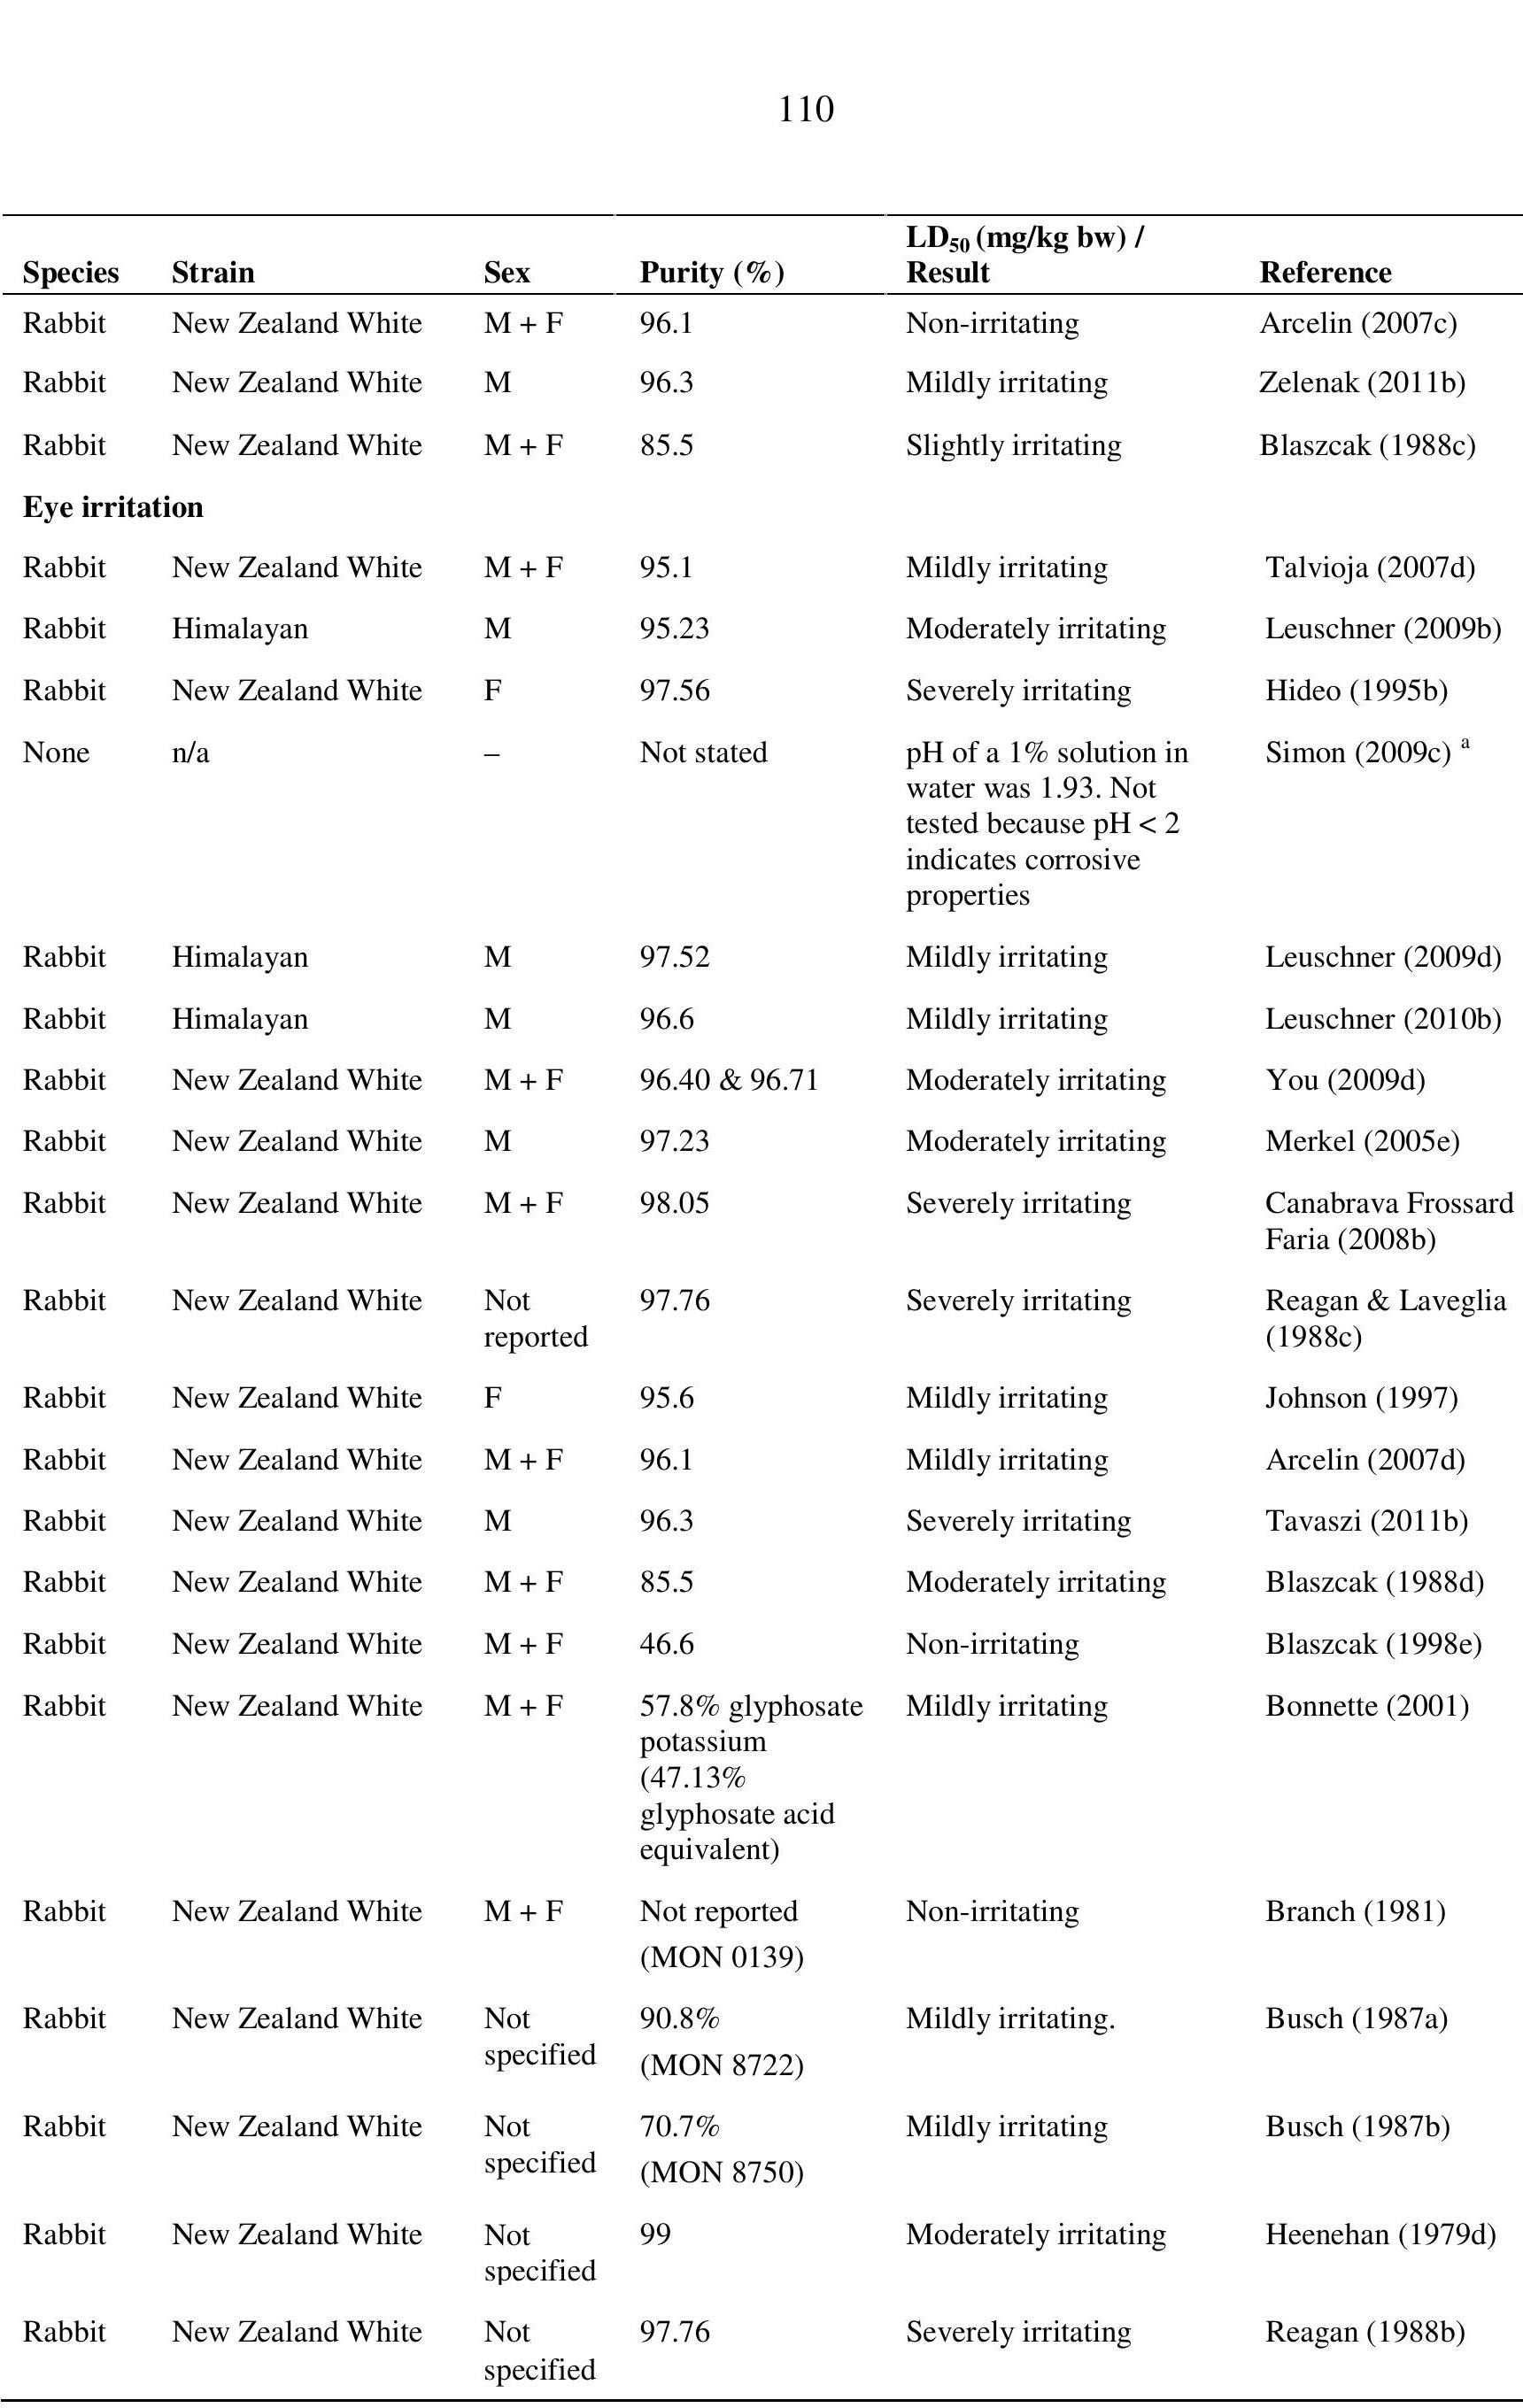 110
LD50 (mg/kg bw) /
Species Strain Sex Purity (%) Result Reference
Rabbit New Zealand White M + F 96.1 Non-irritating Arcelin (2007c)
Rabbit New Zealand White M 96.3 Mildly irritating Zelenak (2011b)
Rabbit New Zealand White M + F 85.5 Slightly irritating Blaszcak (1988c)
Eye irritation
Rabbit New Zealand White M + F 95.1 Mildly irritating Talvioja (2007d)
Rabbit Himalayan M 95.23 Moderately irritating Leuschner (2009b)
Rabbit New Zealand White F 97.56 Severely irritating Hideo (1995b)
None n/a – Not stated pH of a 1% solution in Simon (2009c) a
water was 1.93. Not
tested because pH < 2
indicates corrosive
properties
Rabbit Himalayan M 97.52 Mildly irritating Leuschner (2009d)
Rabbit Himalayan M 96.6 Mildly irritating Leuschner (2010b)
Rabbit New Zealand White M + F 96.40 & 96.71 Moderately irritating You (2009d)
Rabbit New Zealand White M 97.23 Moderately irritating Merkel (2005e)
Rabbit New Zealand White M + F 98.05 Severely irritating Canabrava Frossard
Faria (2008b)
Rabbit New Zealand White Not 97.76 Severely irritating Reagan & Laveglia
reported (1988c)
Rabbit New Zealand White F 95.6 Mildly irritating Johnson (1997)
Rabbit New Zealand White M + F 96.1 Mildly irritating Arcelin (2007d)
Rabbit New Zealand White M 96.3 Severely irritating Tavaszi (2011b)
Rabbit New Zealand White M + F 85.5 Moderately irritating Blaszcak (1988d)
Rabbit New Zealand White M + F 46.6 Non-irritating Blaszcak (1998e)
Rabbit New Zealand White M + F 57.8% glyphosate Mildly irritating Bonnette (2001)
potassium
(47.13%
glyphosate acid
equivalent)
Rabbit New Zealand White M + F Not reported Non-irritating Branch (1981)
(MON 0139)
Rabbit New Zealand White Not 90.8% Mildly irritating. Busch (1987a)
specified (MON 8722)
Rabbit New Zealand White Not 70.7% Mildly irritating Busch (1987b)
specified (MON 8750)
Rabbit New Zealand White Not 99 Moderately irritating Heenehan (1979d)
specified
Rabbit New Zealand White Not 97.76 Severely irritating Reagan (1988b)
specified